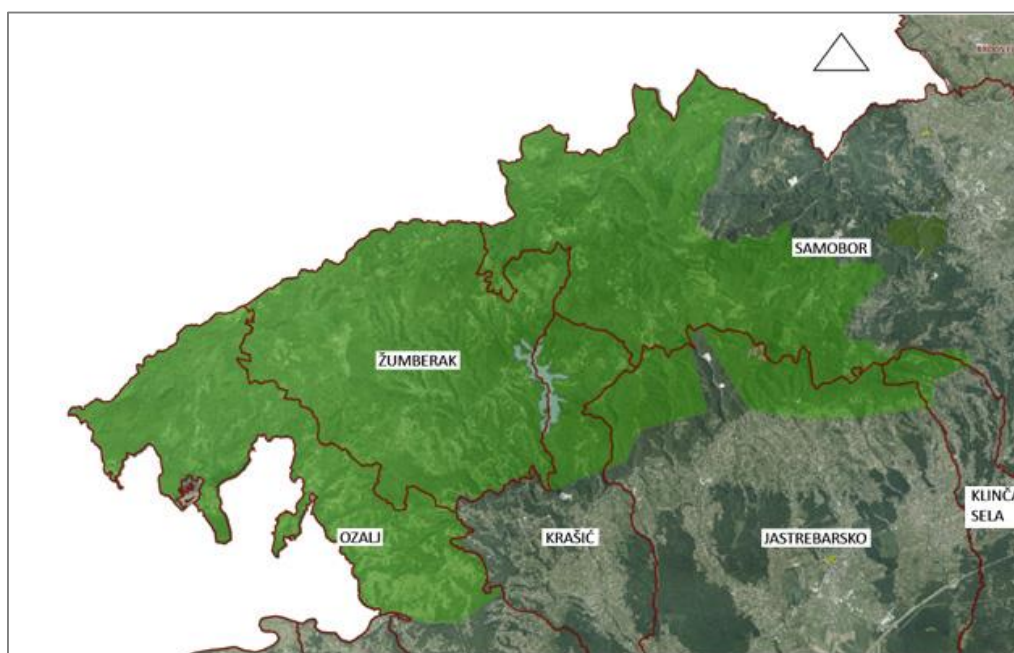 SAMOBOR
ŽUMBERAK
KLINČA
SELA
OZALJ
KRAŠIĆ
JASTREBARSKO